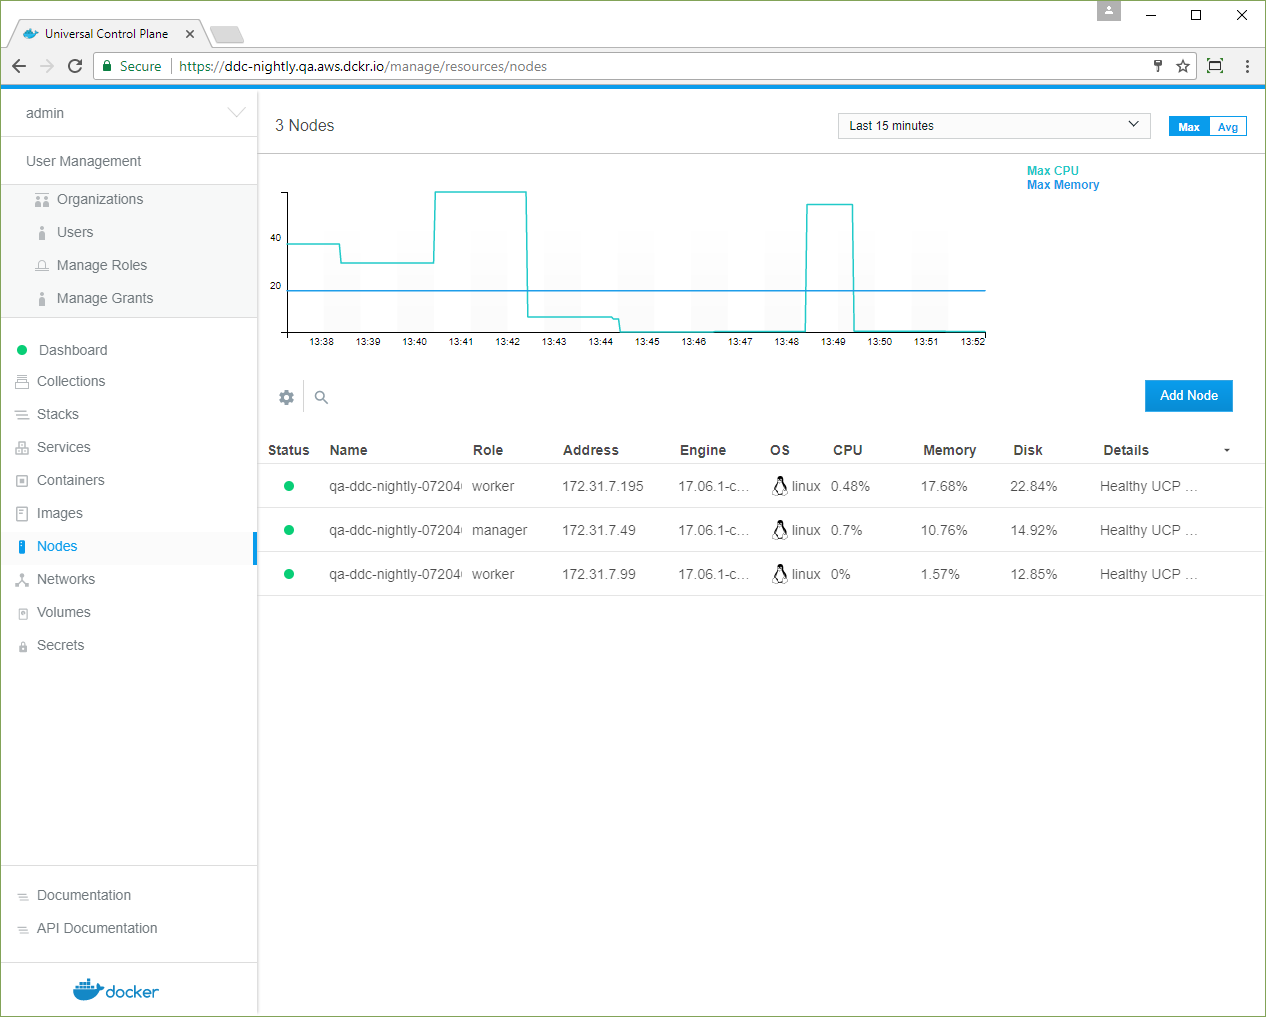 Universal Control Plane
Secure https://ddc-nightly.qa.aws.dckr.io/manage/resources/nodes
admin
User Management
Organizations
Users
Manage Roles
Manage Grants
Dashboard
Collections
Stacks
Services
Containers
Images
Nodes
Networks
Volumes
Secrets
Documentation
API Documentation
docker
3 Nodes
Last 15 minutes
Max Avg
Max CPU
Max Memory
40
20
13:38 13:39 13:40 13:41 13:42 13:43 13:44 13:45 13:46 13:47 13:48 13:49 13:50 13:51 13:52
Add Node
Status Name Role Address Engine OS CPU Memory Disk Details
qa-ddc-nightly-07204 worker 172.31.7.195 17.06.1-c... linux 0.48% 17.68% 22.84% Healthy UCP ...
qa-ddc-nightly-07204 manager 172.31.7.49 17.06.1-c... linux 0.7% 10.76% 14.92% Healthy UCP ...
qa-ddc-nightly-07204 worker 172.31.7.99 17.06.1-c... linux 0% 1.57% 12.85% Healthy UCP ...